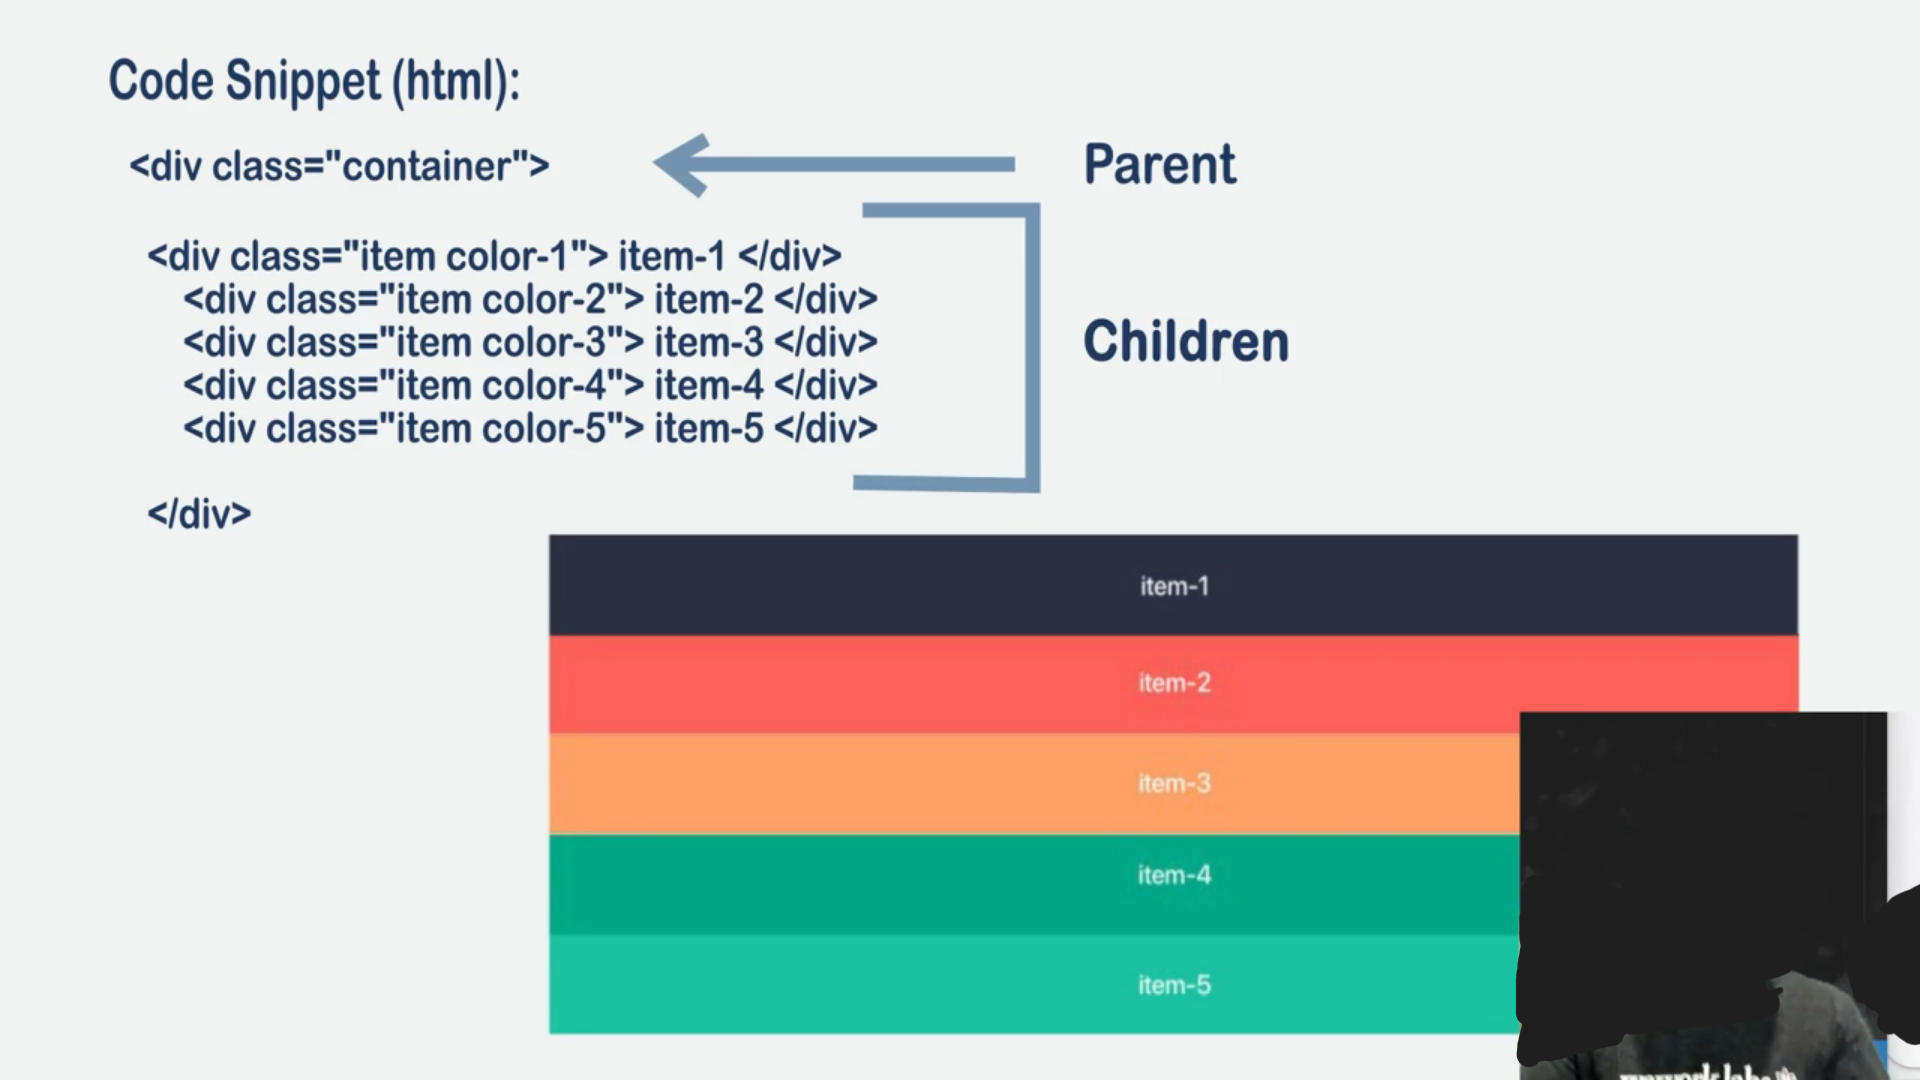 Code Snippet (html):
<div class="container">
Parent
<div class="item color-1"> item-1 </div>
<div class="item color-2"> item-2 </div>
<div class="item color-3"> item-3 </div>
<div class="item color-4"> item-4 </div>
<div class="item color-5"> item-5 </div>
Children
</div>
item-1
item-2
item-3
item-4
item-5